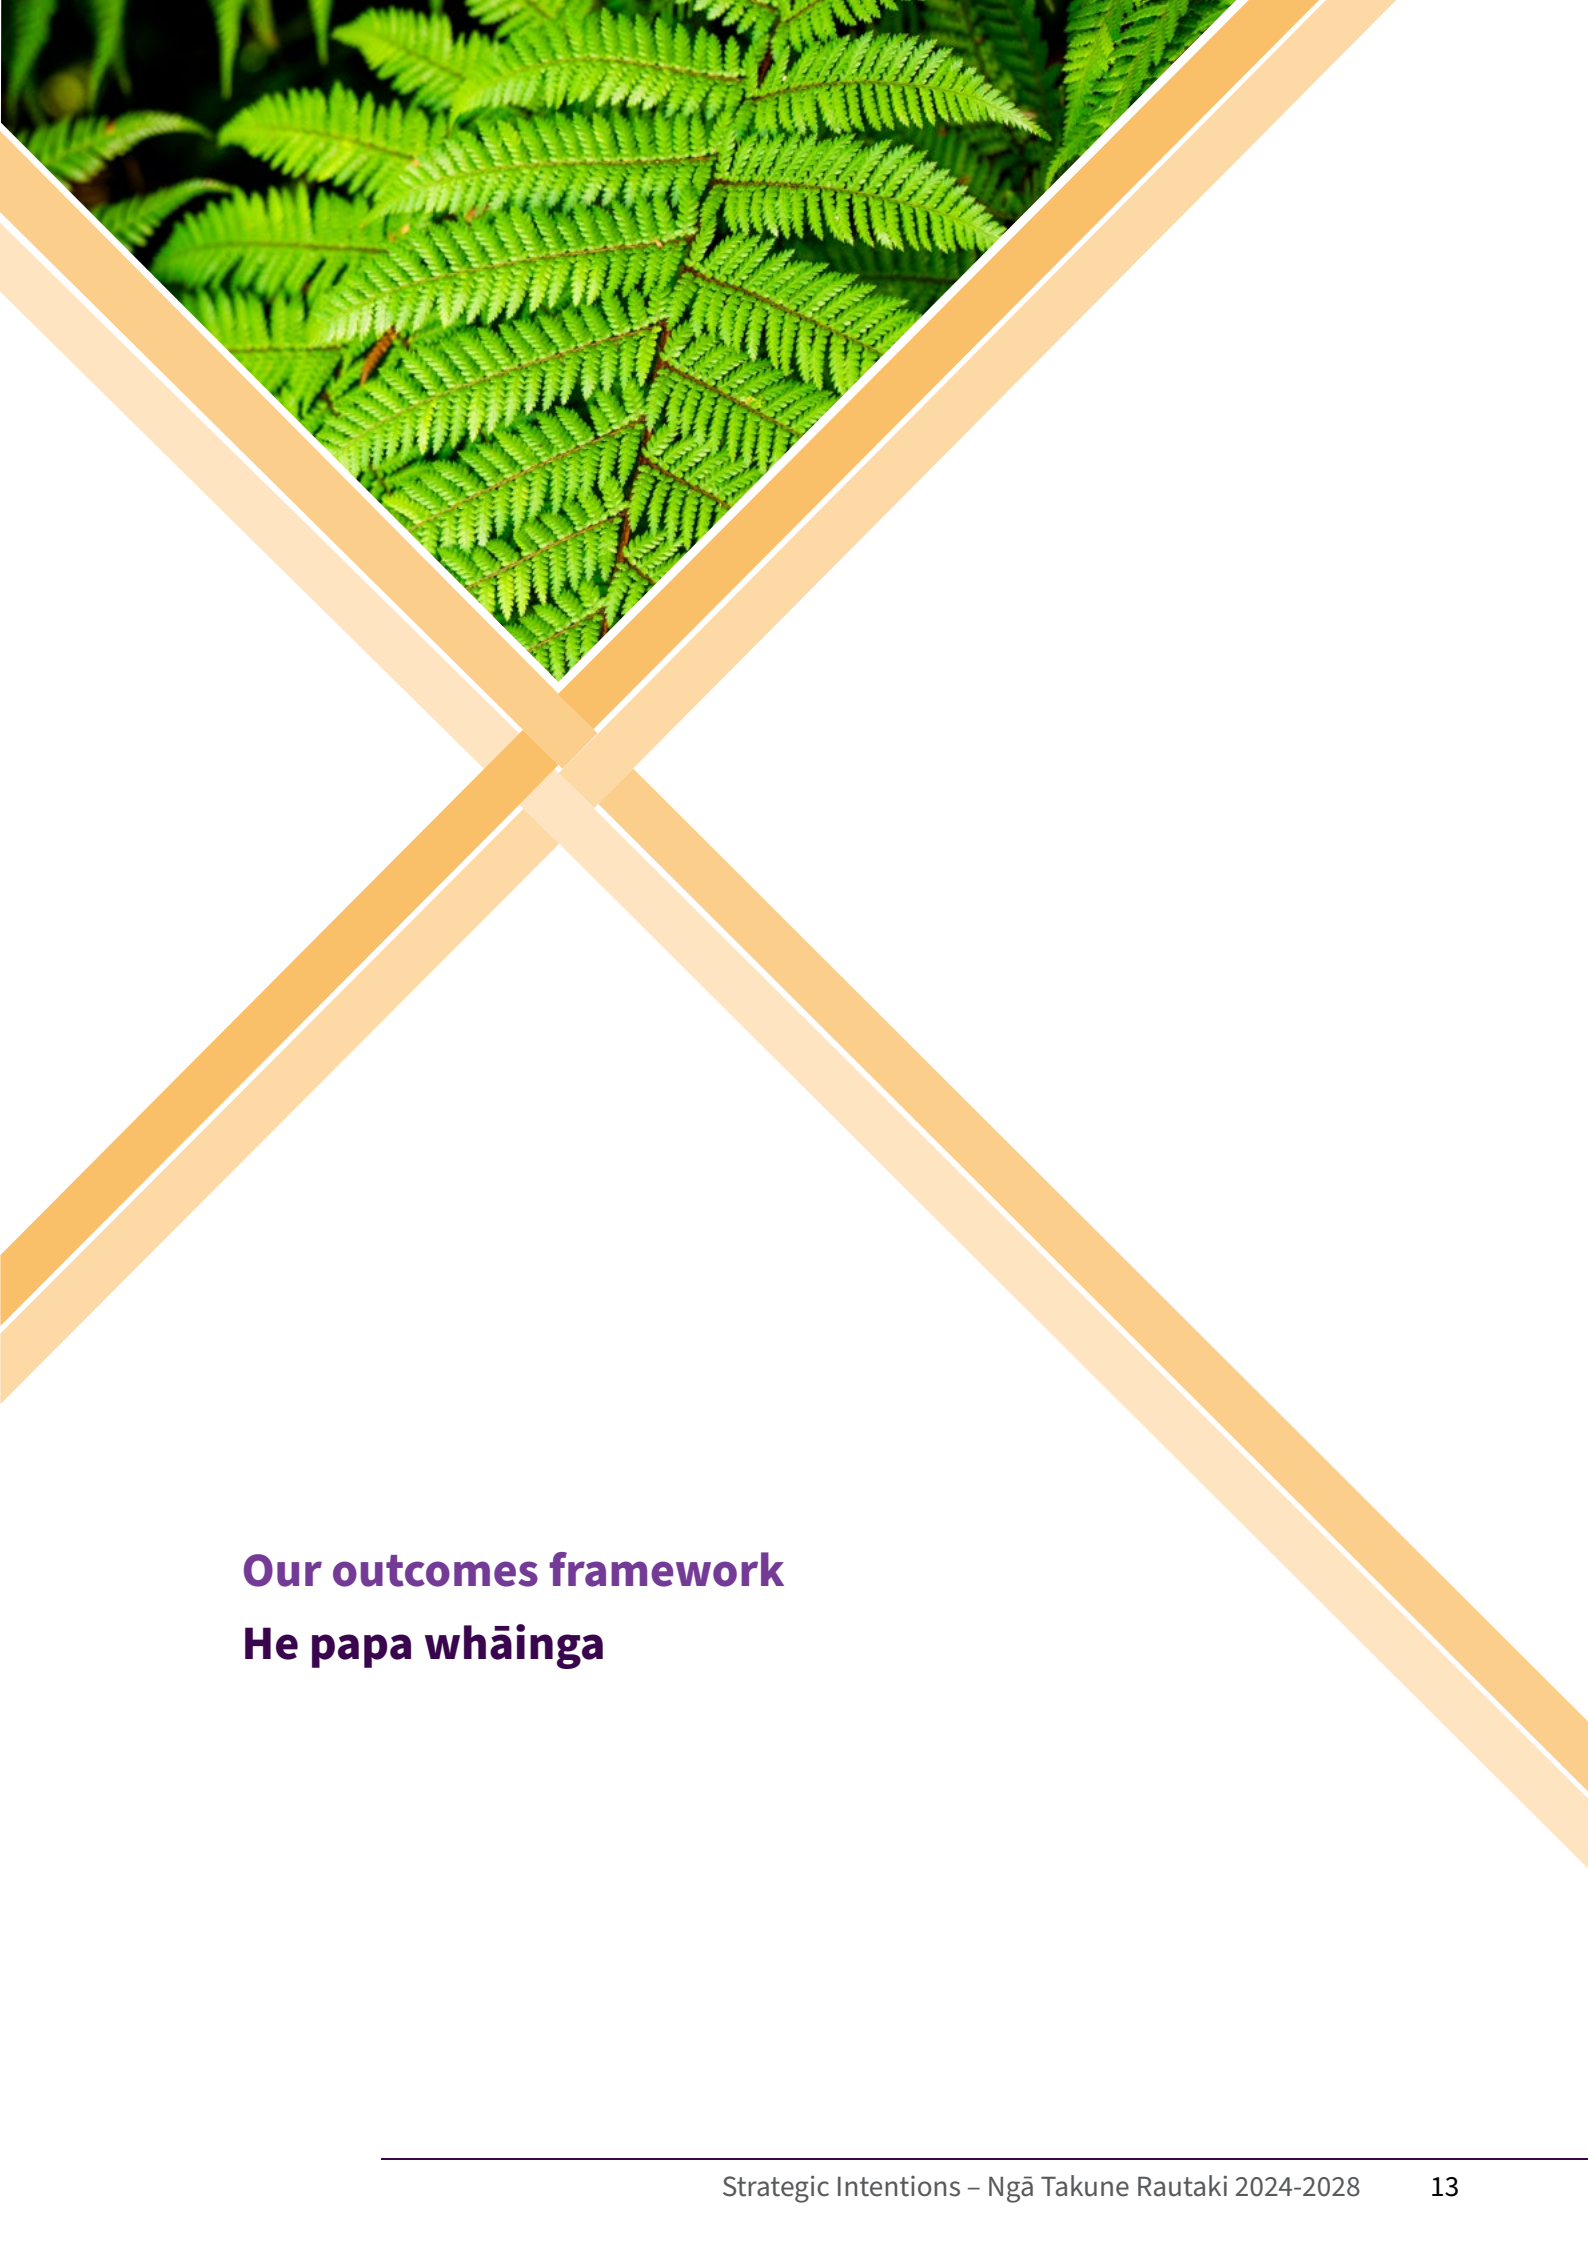 Our outcomes framework
He papa whāinga
Strategic Intentions – Ngā Takune Rautaki 2024-2028 13